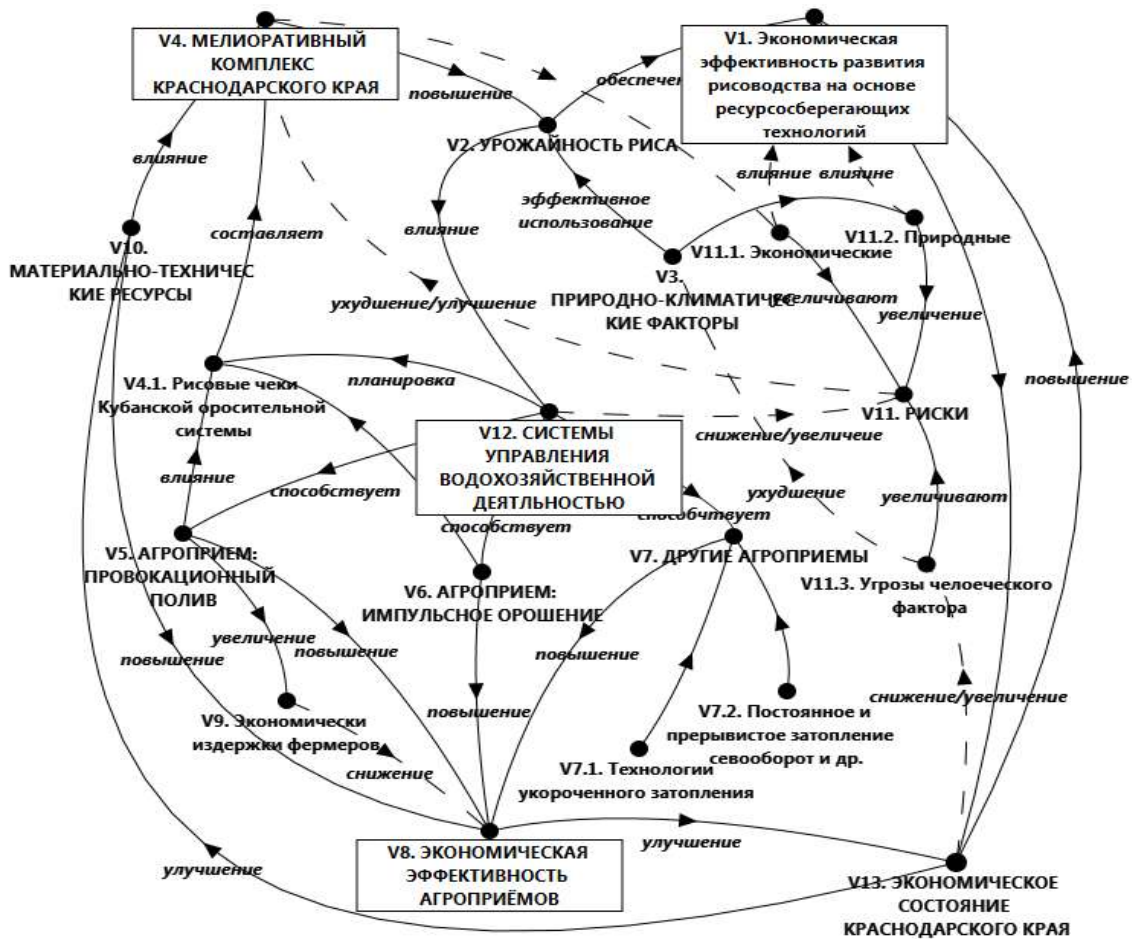 V4. МЕЛИОРАТИВНЫЙ
КОМПЛЕКС
КРАСНОДАРСКОГО КРАЯ
V1. Экономическая
эффективность развития
рисоводства на основе
ресурсосберегающих
технологий
обеспечен
повышение
V2. УРОЖАЙНОСТЬ РИСА
влияние
влияние
влиаине
эффективное
использование
V10.
МАТЕРИАЛЬНО-ТЕХНИЧЕС
КИЕ РЕСУРСЫ
составляет
влияние
V11.2. Природные
V11.1. Экономические
V3.
ПРИРОДНО-КЛИМАТИЧЕС
КИЕ ФАКТОРЫ
ухудшение/улучшение
увеличивают
увеличение
V4.1. Рисовые чеки
Кубанской оросительной
системы
планировка
повышение
V11. РИСКИ
снижение/увеличеие
V12. СИСТЕМЫ
УПРАВЛЕНИЯ
ВОДОХОЗЯЙСТВЕННОЙ
ДЕЯТЛЬНОСТЬЮ
влияние
способствует
ухудшение
увеличивают
способствует
способчтвует
V5. АГРОПРИЕМ:
ПРОВОКАЦИОННЫЙ
ПОЛИВ
V7. ДРУГИЕ АГРОПРИЕМЫ
V6. АГРОПРИЕМ:
ИМПУЛЬСНОЕ ОРОШЕНИЕ
V11.3. Угрозы челоеческого
фактора
увеличение
повышение
повышение
повышение
снижение/увеличение
V9. Экономически
издержки фермеров
повышение
V7.2. Постоянное и
прерывистое затопление
севооборот и др.
снижение
V7.1. Технологии
укороченного затопления
улучшение
V8. ЭКОНОМИЧЕСКАЯ
ЭФФЕКТИВНОСТЬ
АГРОПРИЁМОВ
улучшение
V13. ЭКОНОМИЧЕСКОЕ
СОСТОЯНИЕ
КРАСНОДАРСКОГО КРАЯ